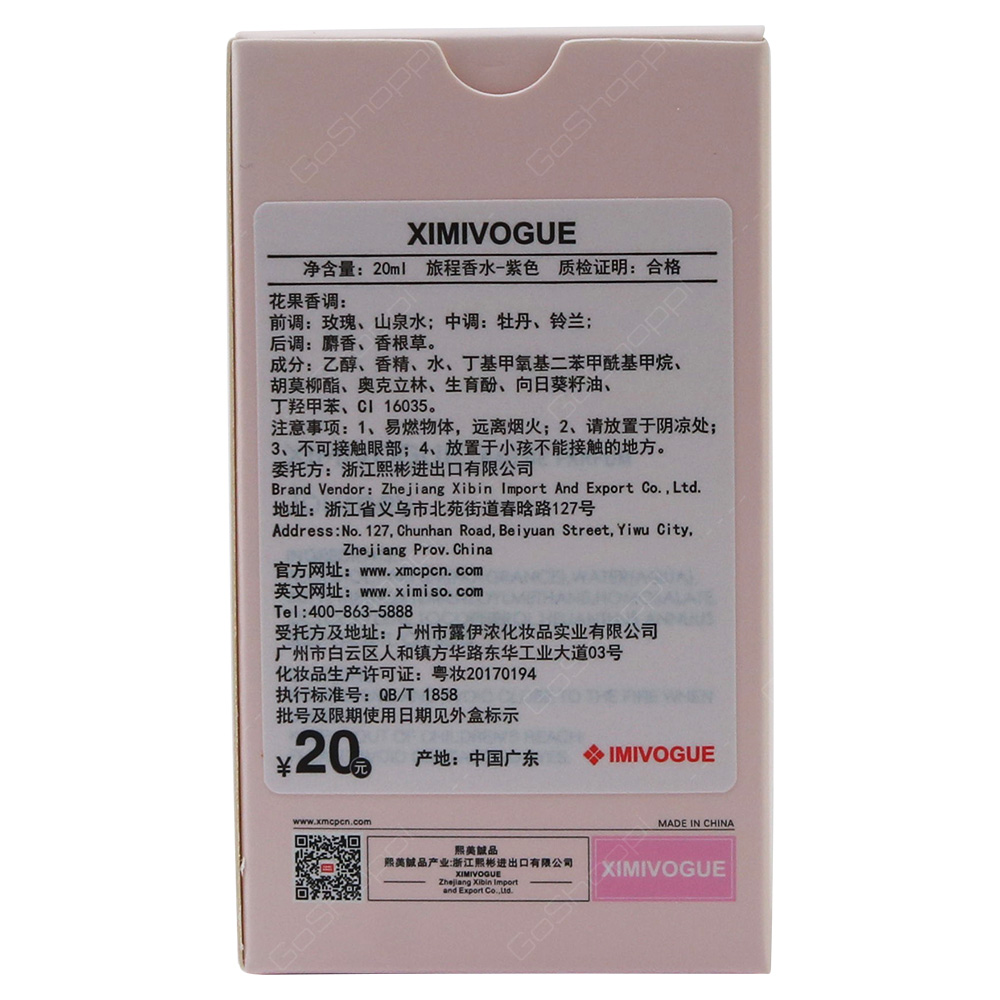 XIMIVOGUE
净含量：20ml 旅程香水-紫色 质检证明：合格
花果香调：
前调：玫瑰、山泉水；中调：牡丹、铃兰；
后调：麝香、香根草。
成分：乙醇、香精、水、丁基甲氧基二苯甲酰基甲烷、
胡莫柳酯、奥克立林、生育酚、向日葵籽油、
丁羟甲苯、CI 16035。
注意事项：1、易燃物体，远离烟火；2、请放置于阴凉处；
3、不可接触眼部；4、放置于小孩不能接触的地方。
委托方：浙江熙彬进出口有限公司
Brand Vendor: Zhejiang Xibin Import And Export Co.,Ltd.
地址：浙江省义乌市北苑街道春晗路127号
Address:No.127,Chunhan Road,Beiyuan Street,Yiwu City,
Zhejiang Prov.China
官方网址：www.xmcpcn.com
英文网址：www.ximiso.com
Tel:400-863-5888
受托方及地址：广州市露伊浓化妆品实业有限公司
广州市白云区人和镇方华路东华工业大道03号
化妆品生产许可证：粤妆20170194
执行标准号：QB/T 1858
批号及限期使用日期见外盒标示
¥20元 产地：中国广东 IMIVOGUE
www.xmcpcn.com MADE IN CHINA
熙美誠品
熙美誠品产业:浙江熙彬进出口有限公司
XIMIVOGUE
Zhejiang Xibin Import
and Export Co.,Ltd.
XIMIVOGUE
GoShoppi